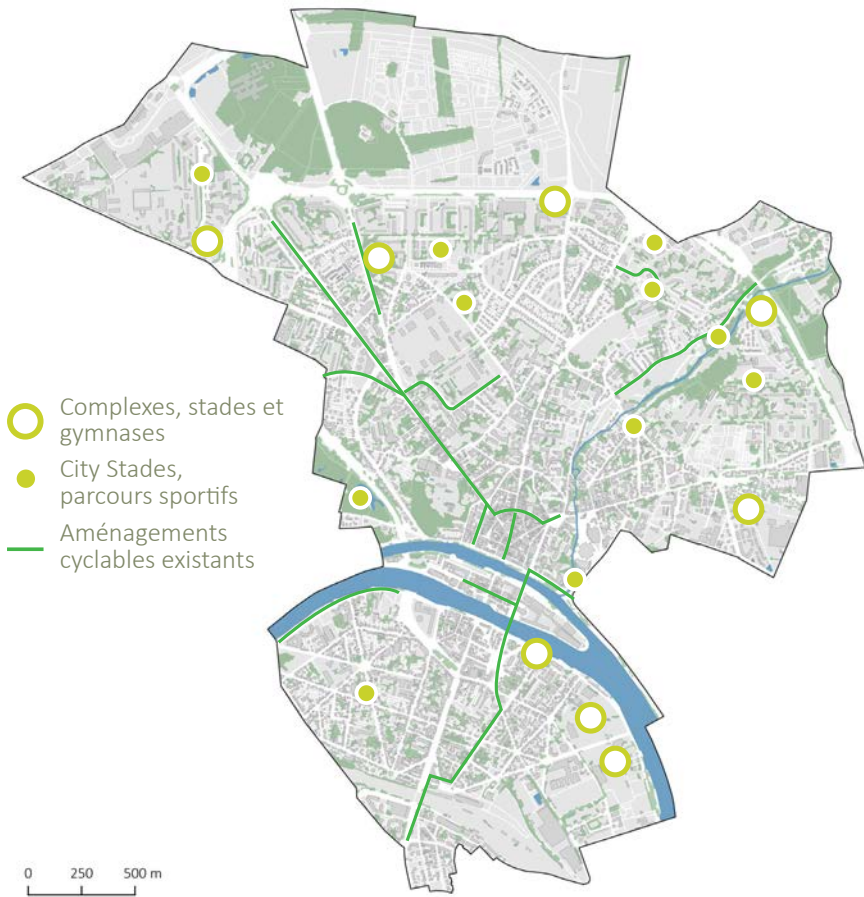 Complexes, stades et
gymnases
City Stades,
parcours sportifs
Aménagements
cyclables existants
0 250 500 m